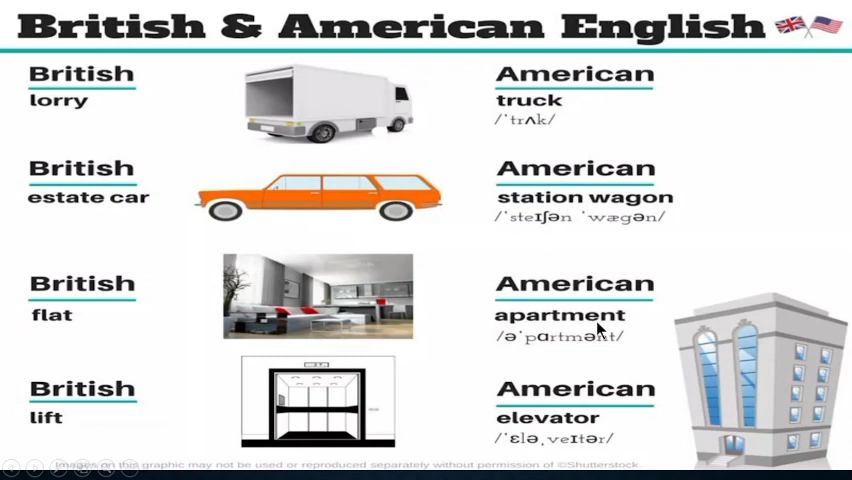 British & American English
British
lorry
American
truck
/ˈtrʌk/
British
estate car
American
station wagon
/ˈsteɪʃən ˈwægən/
British
flat
American
apartment
/əˈpɑrtmənt/
British
lift
American
elevator
/ˈɛləˌveɪtər/
Images on this graphic may not be used or reproduced separately without permission of ©Shutterstock.